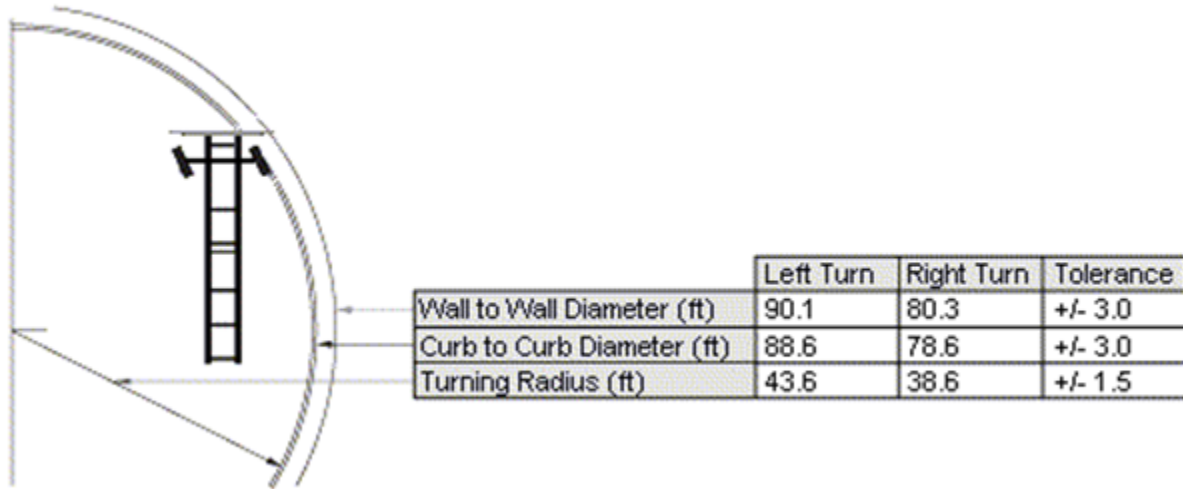 Left Turn Right Turn Tolerance
Wall to Wall Diameter (ft) 90.1 80.3 +/- 3.0
Curb to Curb Diameter (ft) 88.6 78.6 +/- 3.0
Turning Radius (ft) 43.6 38.6 +/- 1.5